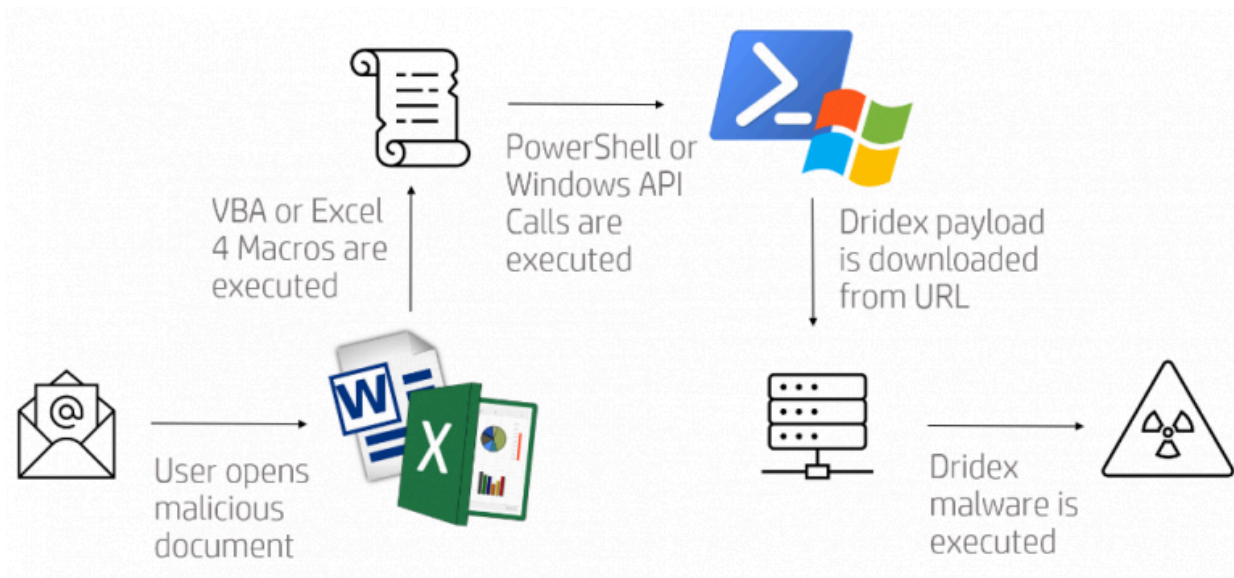 User opens
malicious
document
VBA or Excel
4 Macros are
executed
PowerShell or
Windows API
Calls are
executed
Dridex payload
is downloaded
from URL
Dridex
malware is
executed
@
W
X